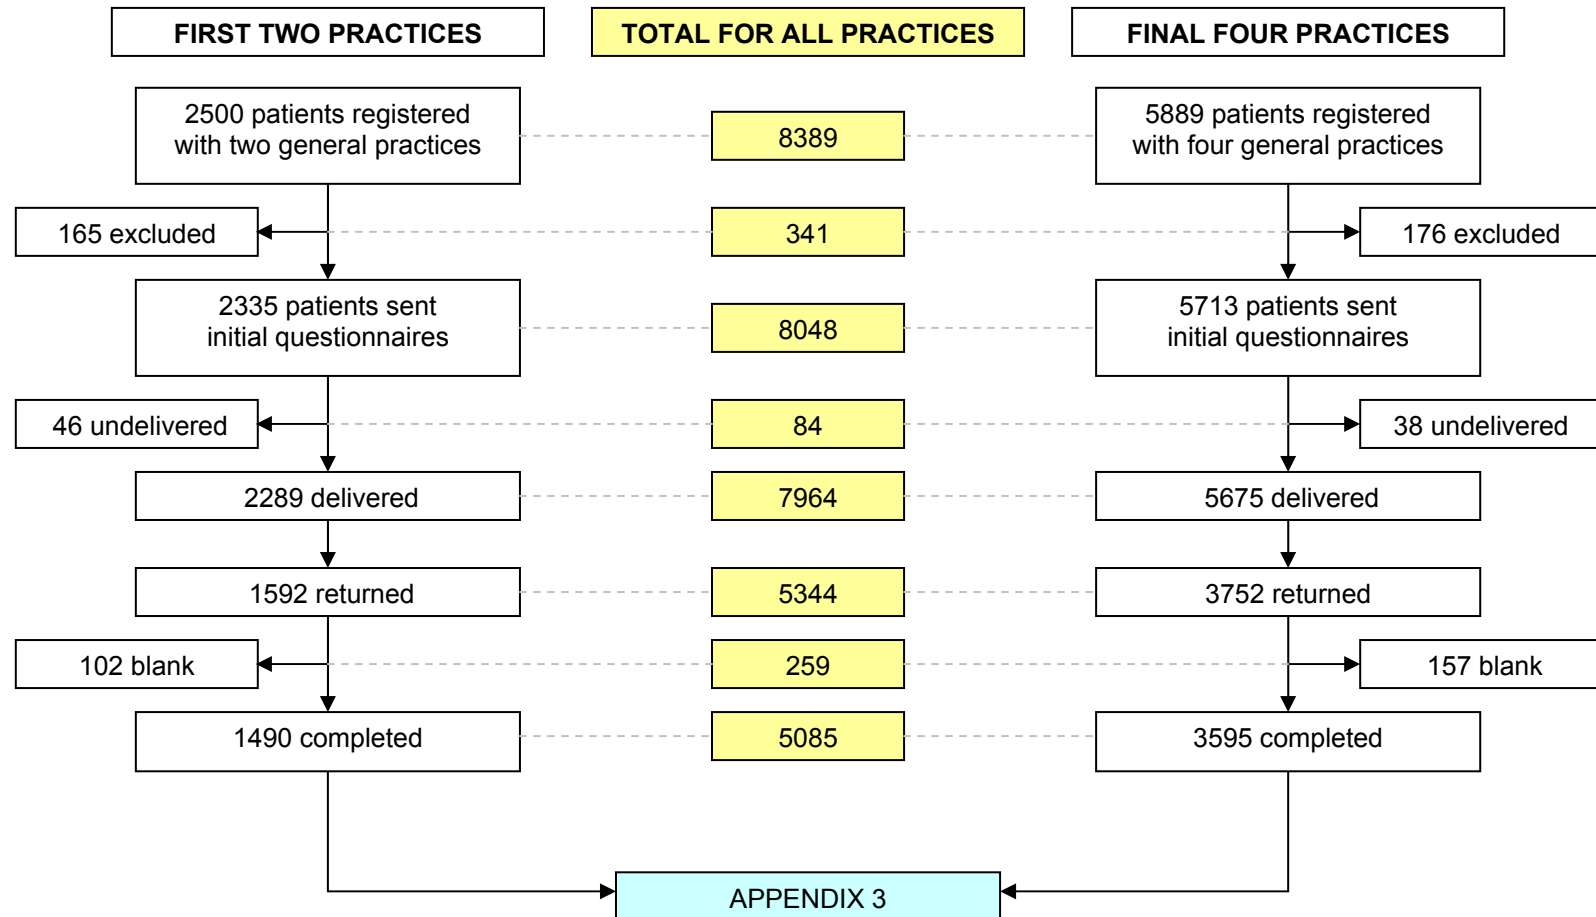 FIRST TWO PRACTICES
TOTAL FOR ALL PRACTICES
FINAL FOUR PRACTICES
2500 patients registered
with two general practices
8389
5889 patients registered
with four general practices
165 excluded
341
176 excluded
2335 patients sent
initial questionnaires
8048
5713 patients sent
initial questionnaires
46 undelivered
84
38 undelivered
2289 delivered
7964
5675 delivered
1592 returned
5344
3752 returned
102 blank
259
157 blank
1490 completed
5085
3595 completed
APPENDIX 3